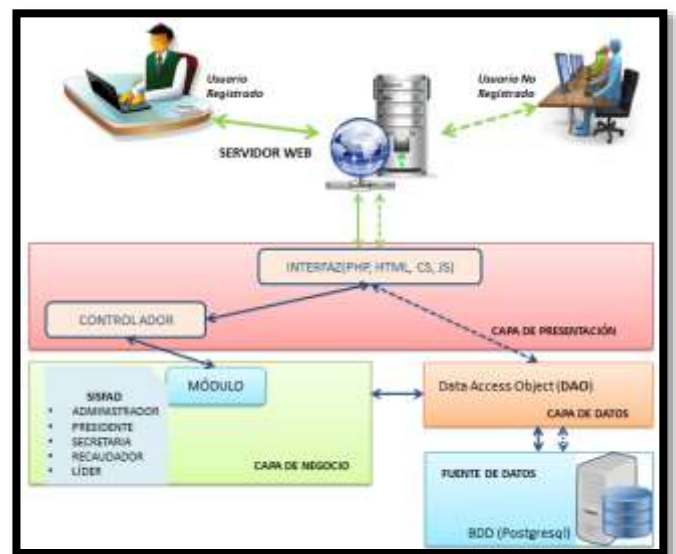 Usuario
Registrado
Usuario No
Registrado
SERVIDOR WEB
INTERFAZ(PHP, HTML, CS, JS)
CONTROLADOR
CAPA DE PRESENTACIÓN
MÓDULO
SISPAD
• ADMINISTRADOR
• PRESIDENTE
• SECRETARIA
• RECAUDADOR
• LÍDER
CAPA DE NEGOCIO
Data Access Object (DAO)
CAPA DE DATOS
FUENTE DE DATOS
BDD (Postgresql)